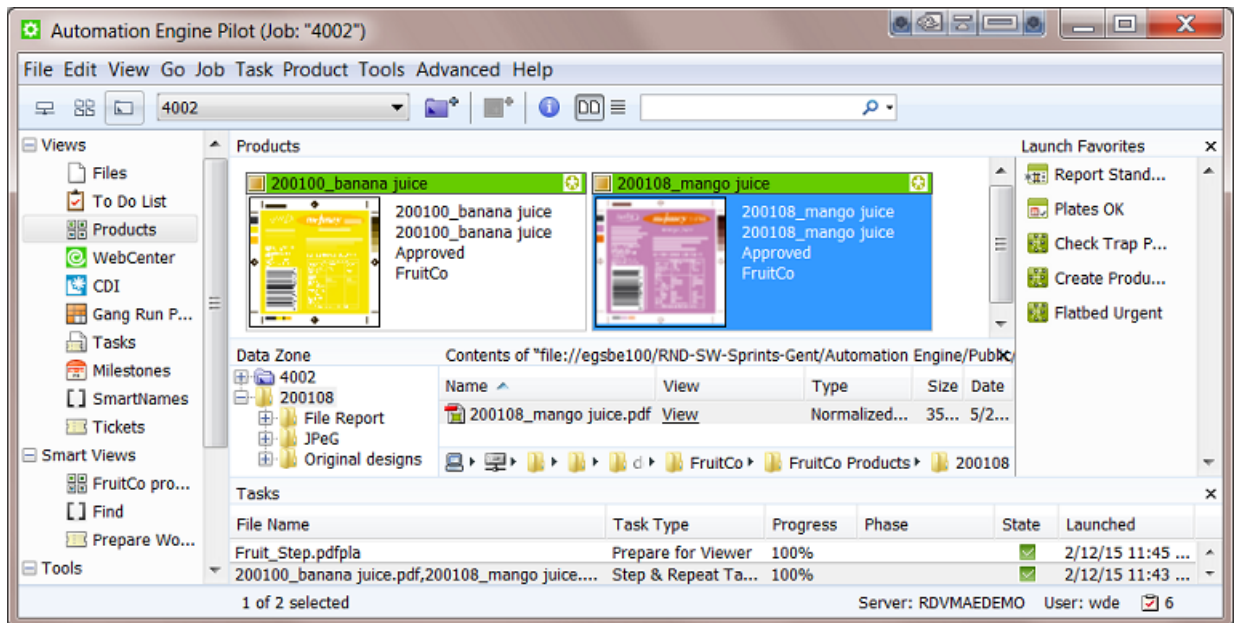 Automation Engine Pilot (Job: "4002")
File Edit View Go Job Task Product Tools Advanced Help
4002
Views
Files
To Do List
Products
WebCenter
CDI
Gang Run P...
Tasks
Milestones
SmartNames
Tickets
Smart Views
FruitCo pro...
Find
Prepare Wo...
Tools
Products
200100_banana juice
200100_banana juice
200100_banana juice
Approved
FruitCo
200108_mango juice
200108_mango juice
200108_mango juice
Approved
FruitCo
Launch Favorites
Report Stand...
Plates OK
Check Trap P...
Create Produ...
Flatbed Urgent
Data Zone
4002
200108
File Report
JPeG
Original designs
Contents of "file://egsbe100/RND-SW-Sprints-Gent/Automation Engine/Public/
Name View Type Size Date
200108_mango juice.pdf View Normalized... 35... 5/2...
d FruitCo FruitCo Products 200108
Tasks
File Name Task Type Progress Phase State Launched
Fruit_Step.pdfpla Prepare for Viewer 100% 2/12/15 11:45 ...
200100_banana juice.pdf,200108_mango juice.... Step & Repeat Ta... 100% 2/12/15 11:43 ...
1 of 2 selected Server: RDVMAEDEMO User: wde 6